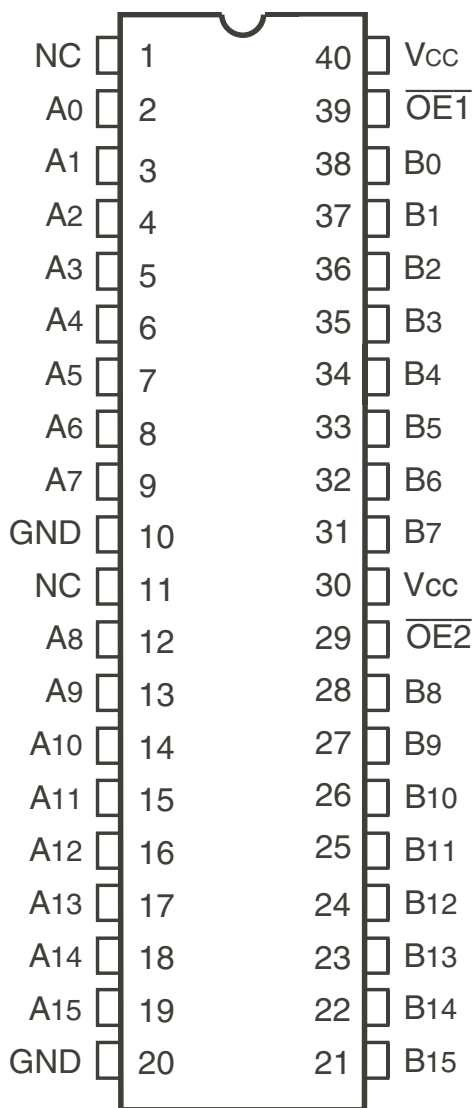 NC 1 40 VCC
A0 2 39 O̅E̅1̅
A1 3 38 B0
A2 4 37 B1
A3 5 36 B2
A4 6 35 B3
A5 7 34 B4
A6 8 33 B5
A7 9 32 B6
GND 10 31 B7
NC 11 30 Vcc
A8 12 29 O̅E̅2̅
A9 13 28 B8
A10 14 27 B9
A11 15 26 B10
A12 16 25 B11
A13 17 24 B12
A14 18 23 B13
A15 19 22 B14
GND 20 21 B15